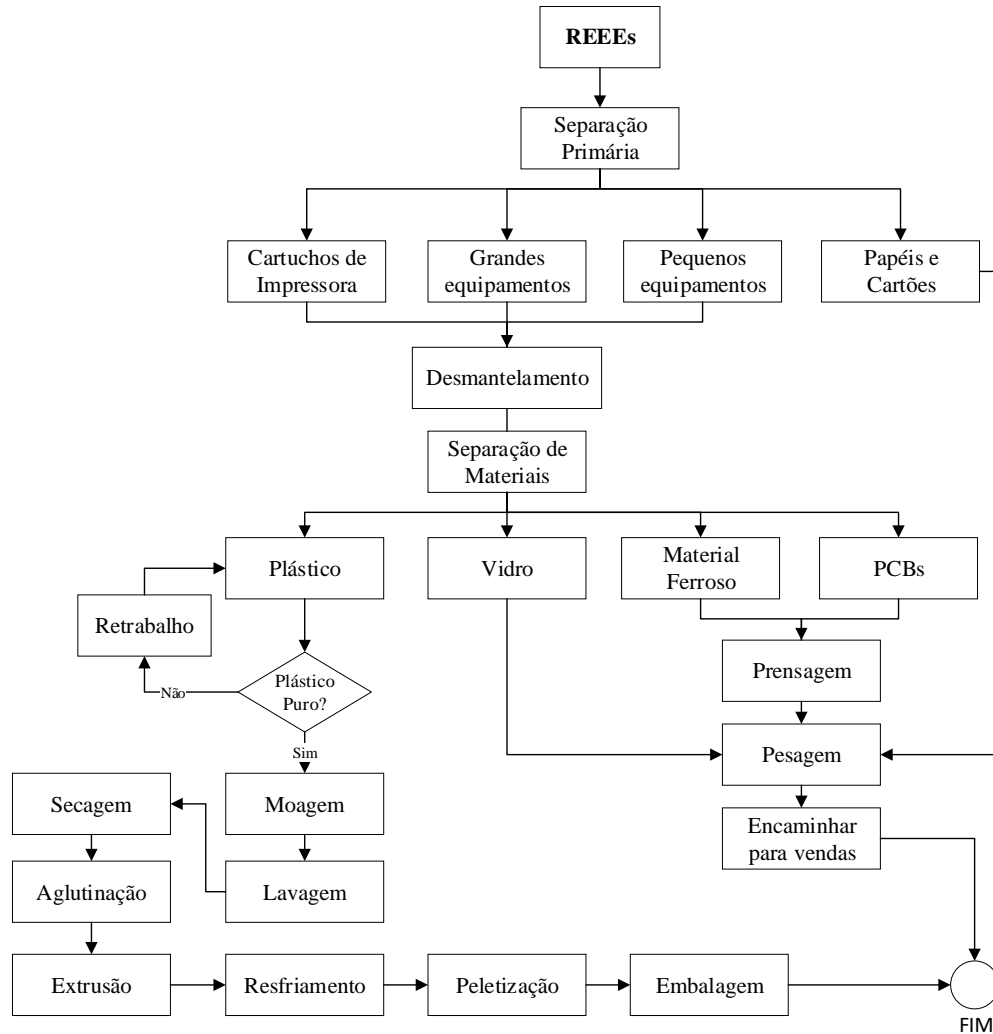 REEEs
Separação
Primária
Cartuchos de
Impressora
Grandes
equipamentos
Pequenos
equipamentos
Papéis e
Cartões
Desmantelamento
Separação de
Materiais
Plástico
Vidro
Material
Ferroso
PCBs
Retrabalho
Prensagem
Não
Plástico
Puro?
Sim
Pesagem
Secagem
Moagem
Encaminhar
para vendas
Aglutinação
Lavagem
Extrusão
Resfriamento
Peletização
Embalagem
FIM